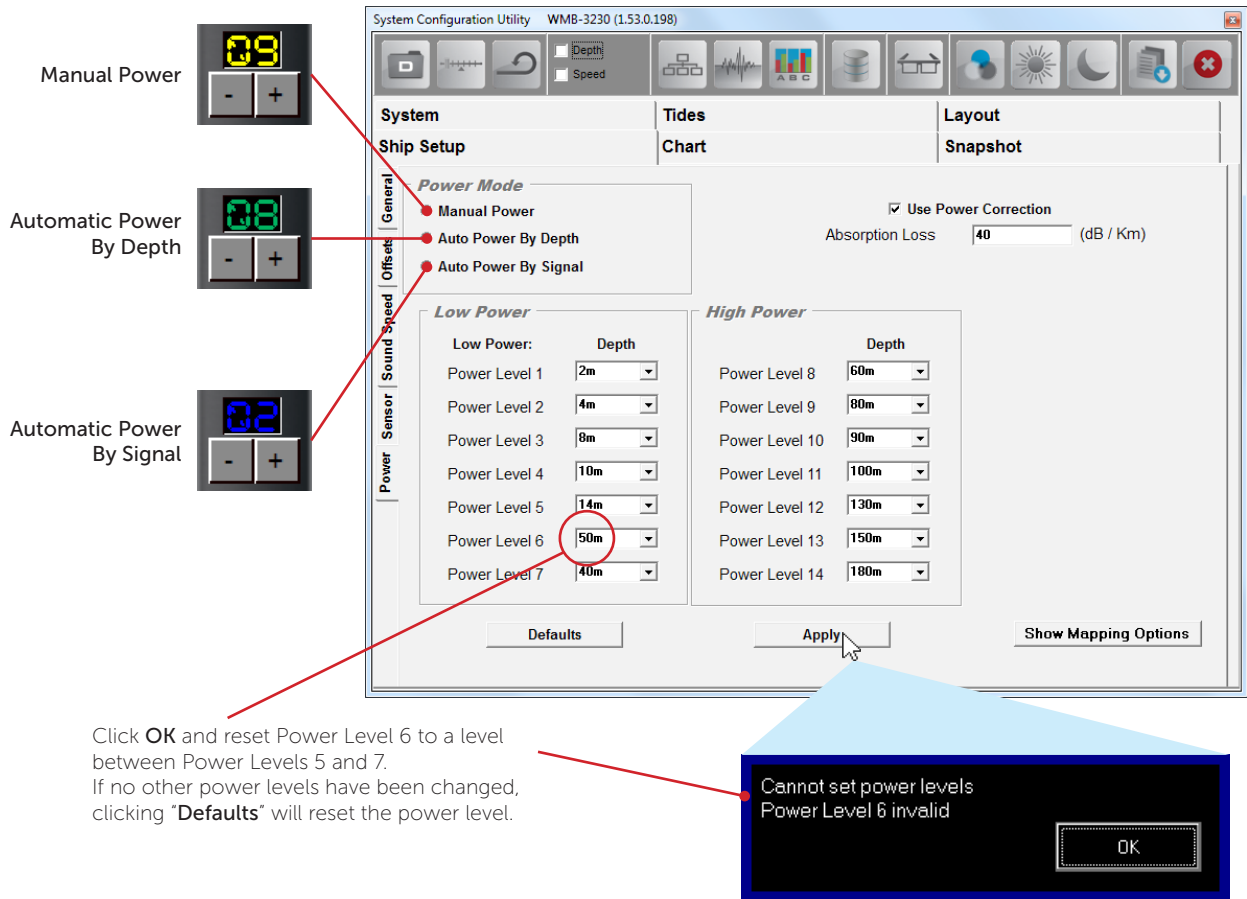 System Configuration Utility WMB-3230 (1.53.0.198)
Manual Power
09
- +
D
Depth
Speed
A B C
System Tides Layout
Ship Setup Chart Snapshot
General
Offsets
Sound Speed
Sensor
Power
Automatic Power
By Depth
08
- +
Automatic Power
By Signal
02
- +
Power Mode
Manual Power
Auto Power By Depth
Auto Power By Signal
Use Power Correction
Absorption Loss 40 (dB / Km)
Low Power
Low Power: Depth
Power Level 1 2m
Power Level 2 4m
Power Level 3 8m
Power Level 4 10m
Power Level 5 14m
Power Level 6 50m
Power Level 7 40m
High Power
Depth
Power Level 8 60m
Power Level 9 80m
Power Level 10 90m
Power Level 11 100m
Power Level 12 130m
Power Level 13 150m
Power Level 14 180m
Defaults Apply Show Mapping Options
Click OK and reset Power Level 6 to a level
between Power Levels 5 and 7.
If no other power levels have been changed,
clicking "Defaults" will reset the power level.
Cannot set power levels
Power Level 6 invalid
OK